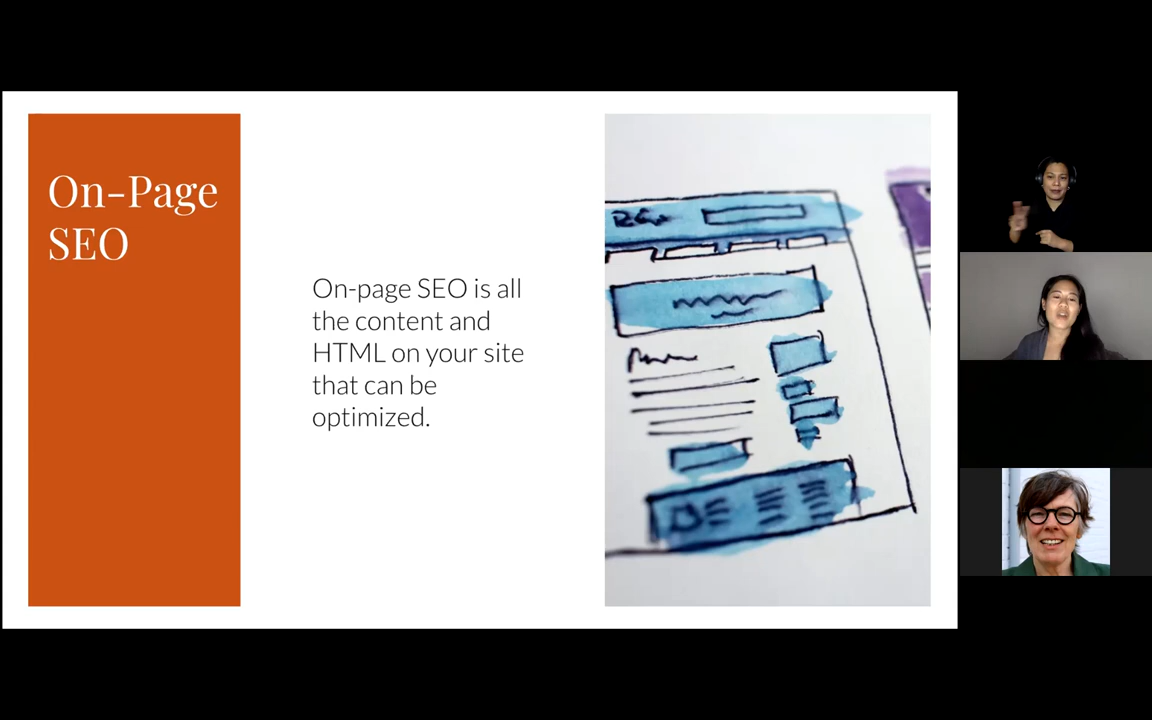 On-Page
SEO
On-page SEO is all
the content and
HTML on your site
that can be
optimized.